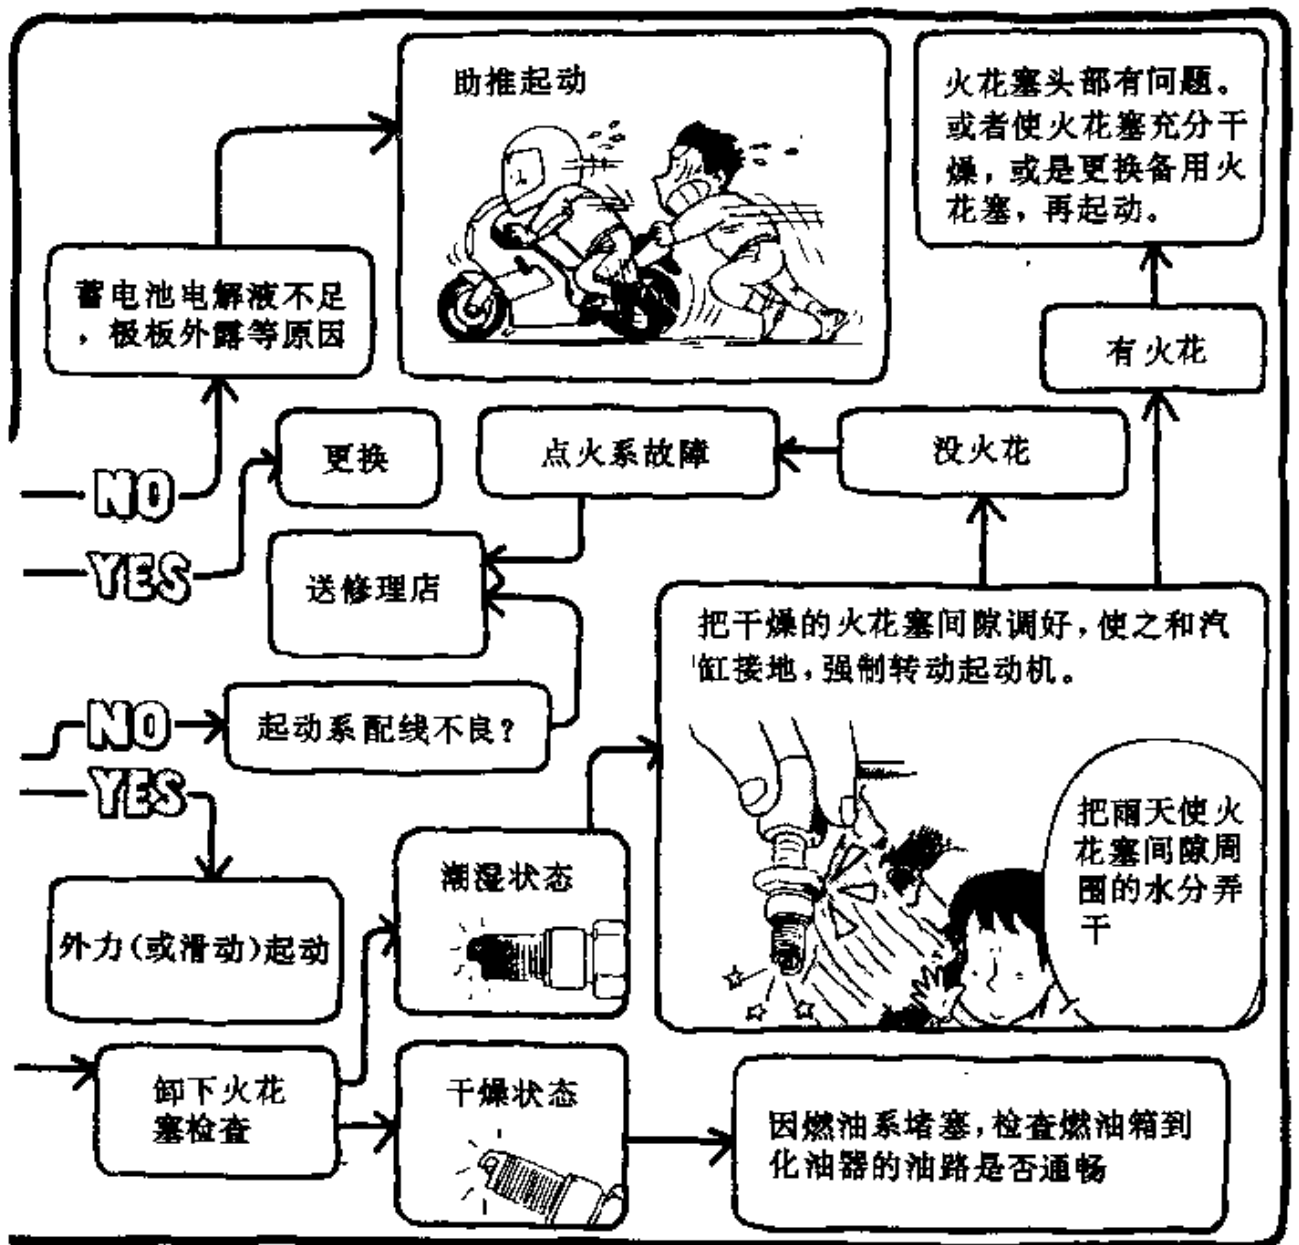 助推起动
火花塞头部有问题。
或者使火花塞充分干
燥，或是更换备用火
花塞，再起动。
蓄电池电解液不足
，极板外露等原因
有火花
更换
点火系故障
没火花
NO
YES
送修理店
把干燥的火花塞间隙调好，使之和汽
缸接地，强制转动起动机。
NO
起动系配线不良？
YES
把雨天使火
花塞间隙周
围的水分弄
干
潮湿状态
外力（或滑动）起动
卸下火花
塞检查
干燥状态
因燃油系堵塞，检查燃油箱到
化油器的油路是否通畅